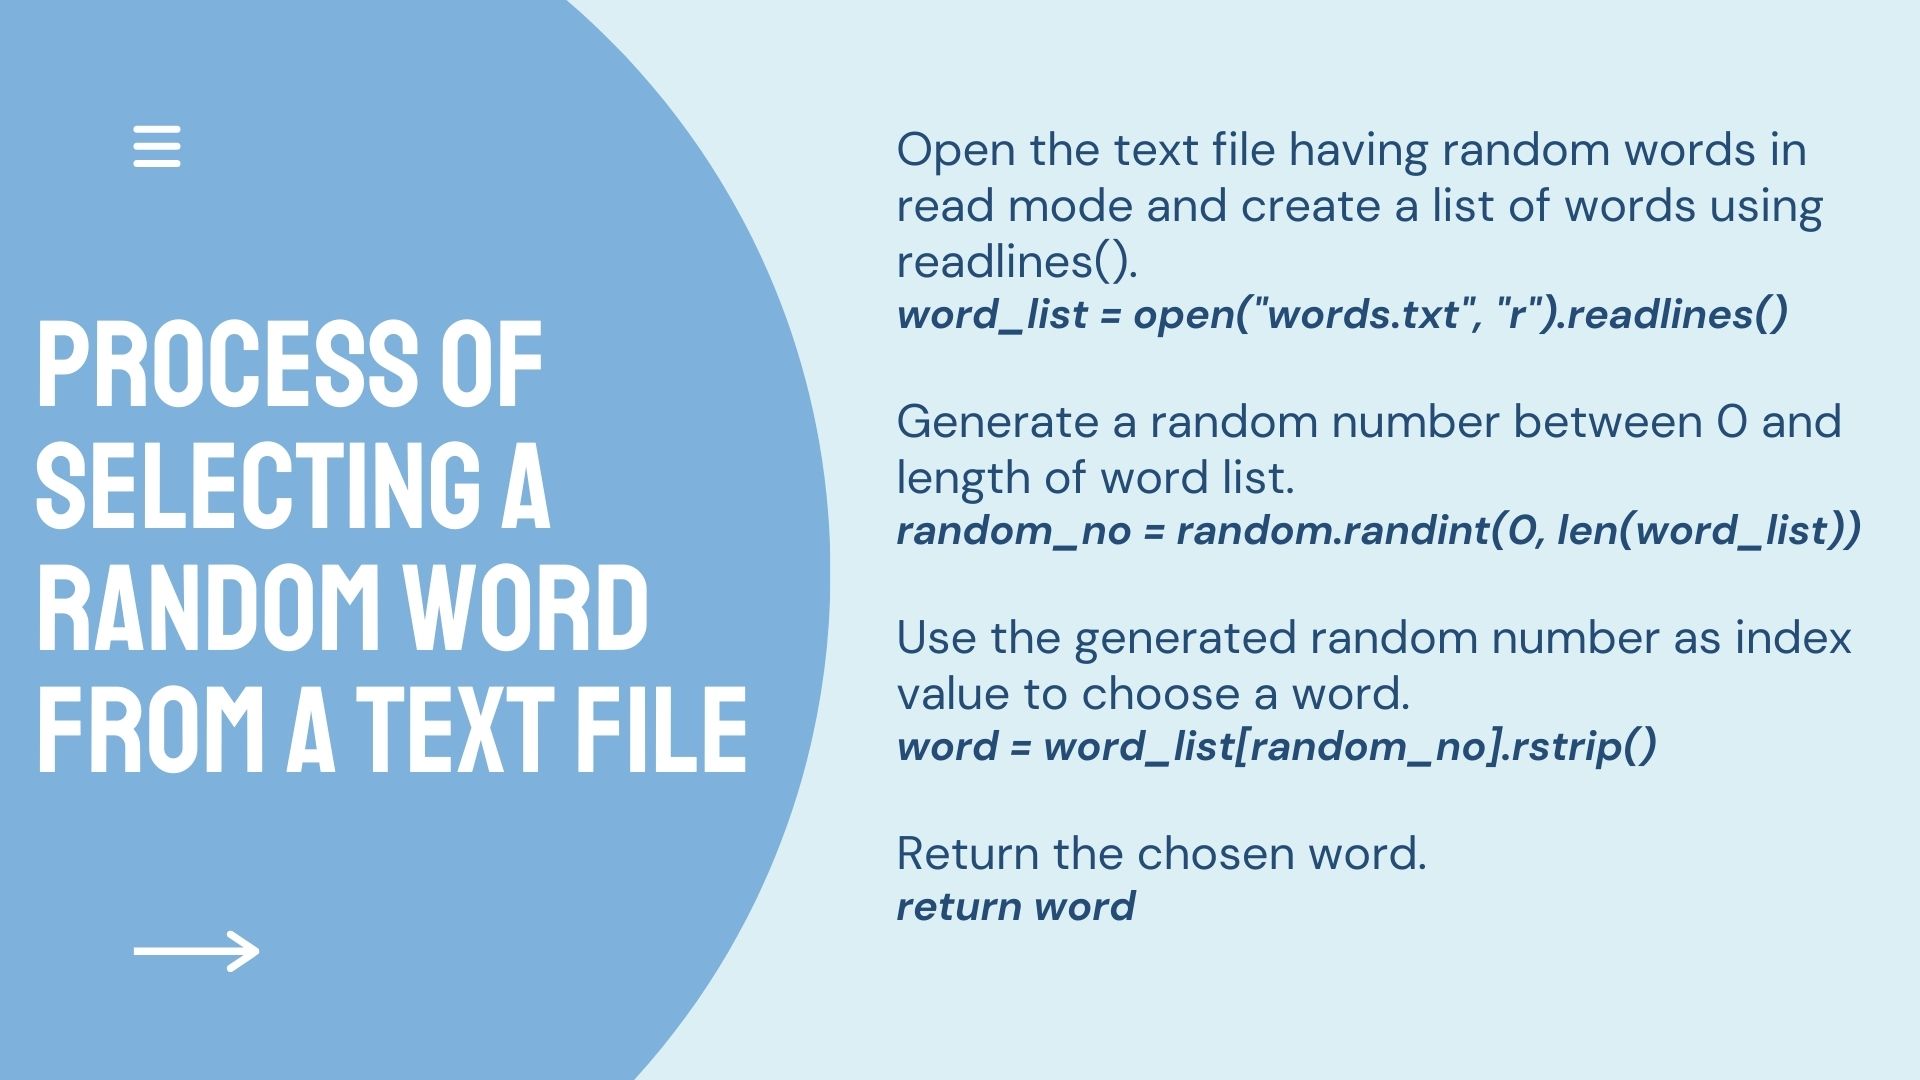 PROCESS OF
SELECTING A
RANDOM WORD
FROM A TEXT FILE
Open the text file having random words in
read mode and create a list of words using
readlines().
word_list = open("words.txt", "r").readlines()
Generate a random number between 0 and
length of word list.
random_no = random.randint(0, len(word_list))
Use the generated random number as index
value to choose a word.
word = word_list[random_no].rstrip()
Return the chosen word.
return word